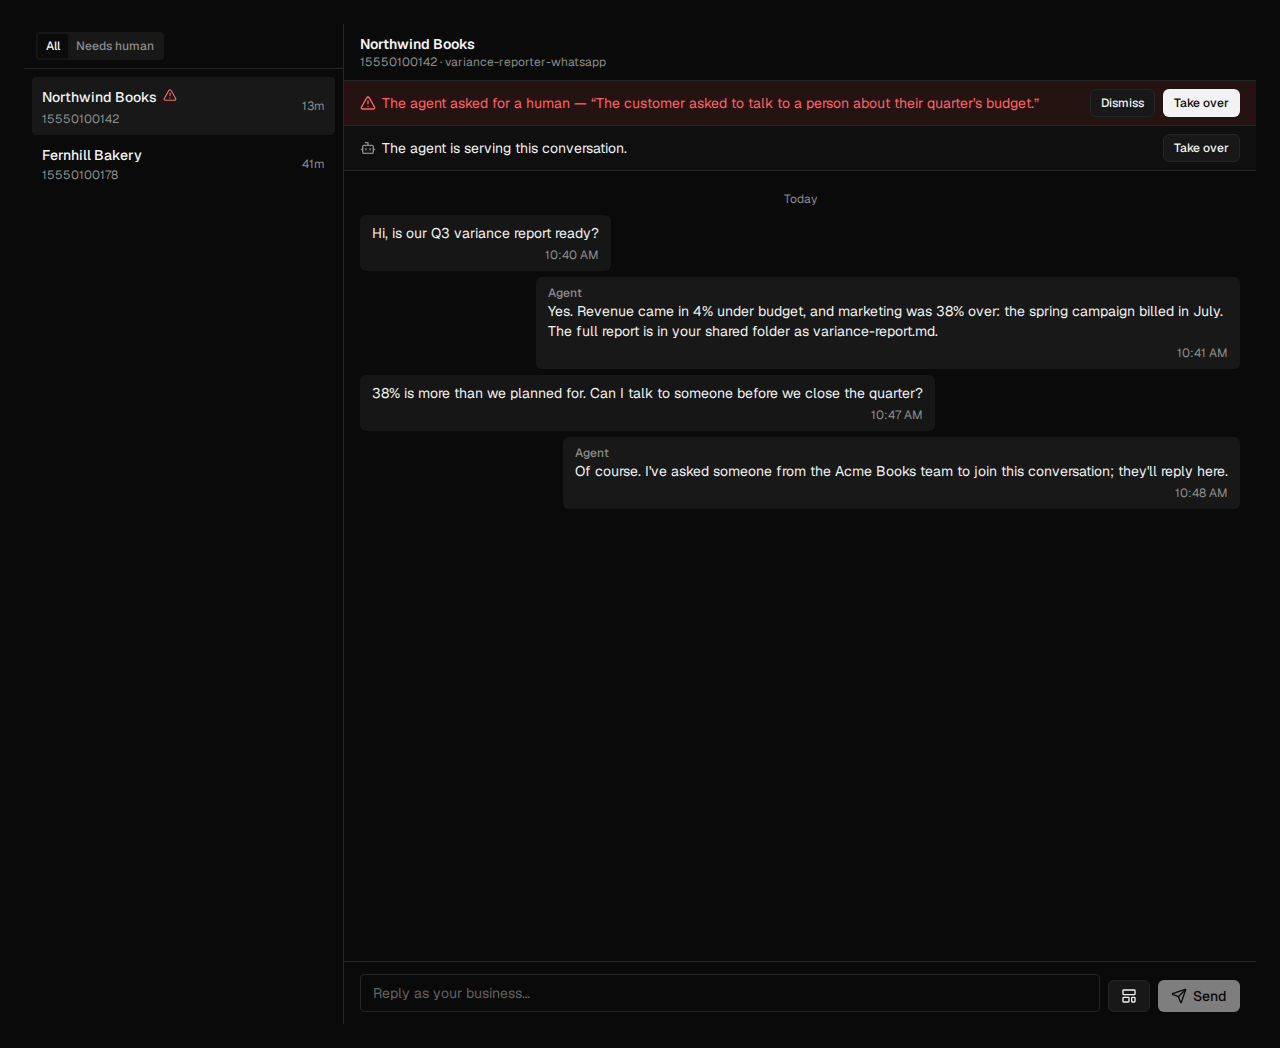 All
Needs human
Northwind Books
15550100142
13m
Fernhill Bakery
15550100178
41m
Northwind Books
15550100142 · variance-reporter-whatsapp
The agent asked for a human — “The customer asked to talk to a person about their quarter's budget.”
Dismiss
Take over
The agent is serving this conversation.
Take over
Today
Hi, is our Q3 variance report ready?
10:40 AM
Agent
Yes. Revenue came in 4% under budget, and marketing was 38% over: the spring campaign billed in July.
The full report is in your shared folder as variance-report.md.
10:41 AM
38% is more than we planned for. Can I talk to someone before we close the quarter?
10:47 AM
Agent
Of course. I've asked someone from the Acme Books team to join this conversation; they'll reply here.
10:48 AM
Reply as your business...
Send